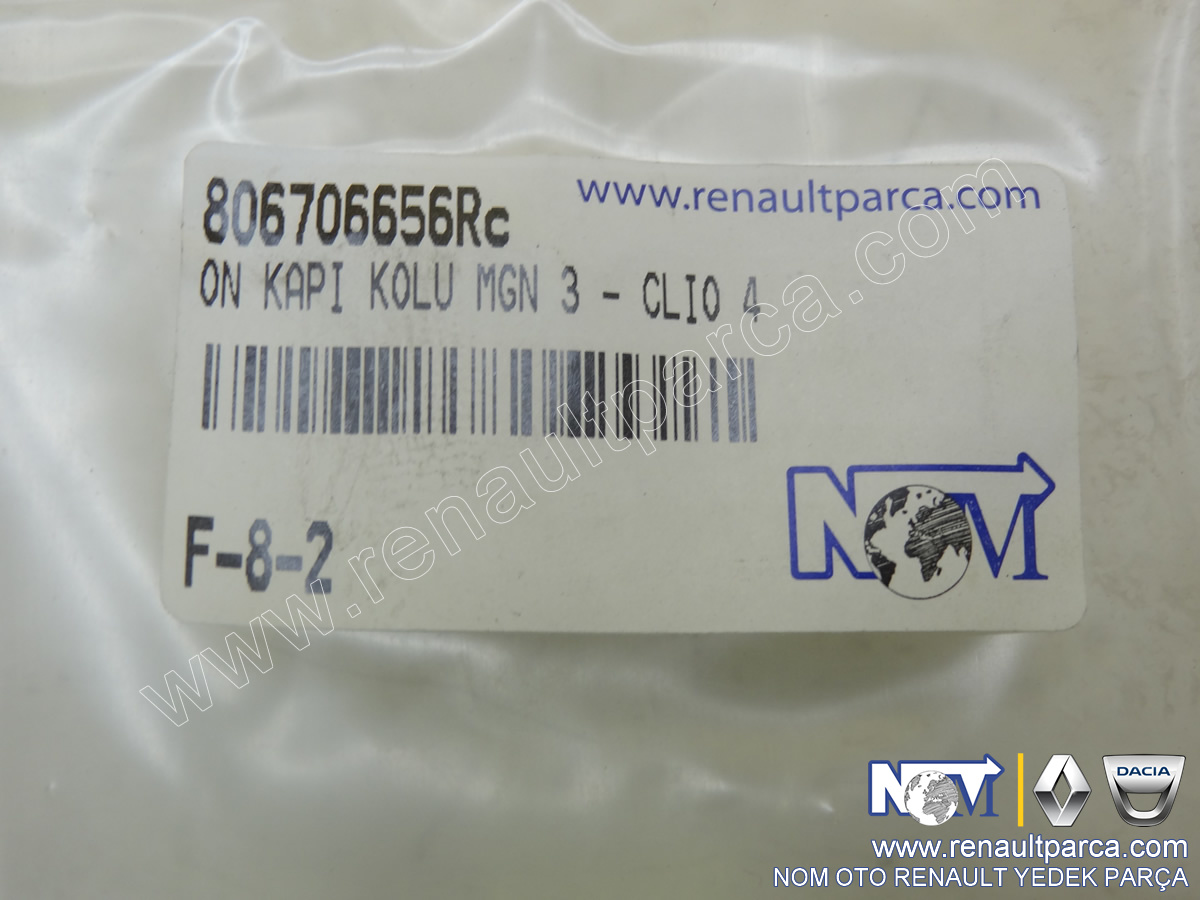 806706656Rc
www.renaultparca.com
ON KAPI KOLU MGN 3 - CLIO 4
F-8-2
NOM
www.renaultparca.com
NOM
DACIA
www.renaultparca.com
NOM OTO RENAULT YEDEK PARÇA